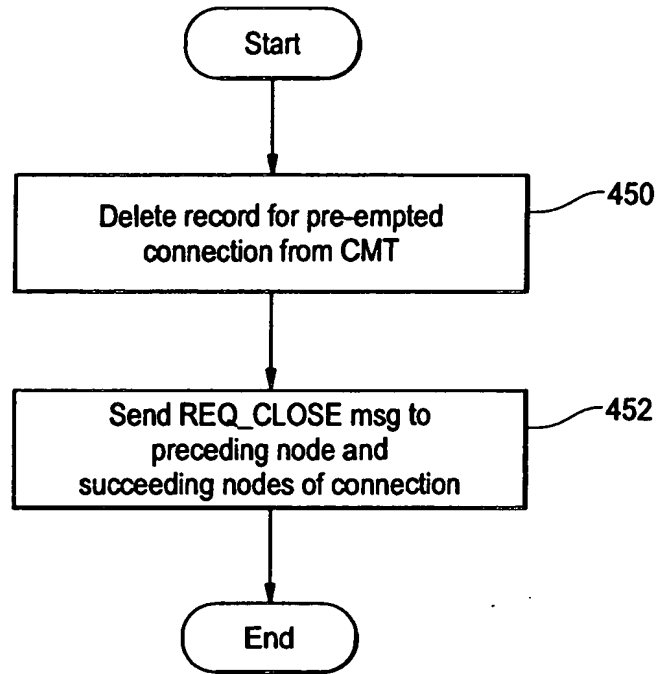 Start
Delete record for pre-empted
connection from CMT
450
Send REQ_CLOSE msg to
preceding node and
succeeding nodes of connection
452
End